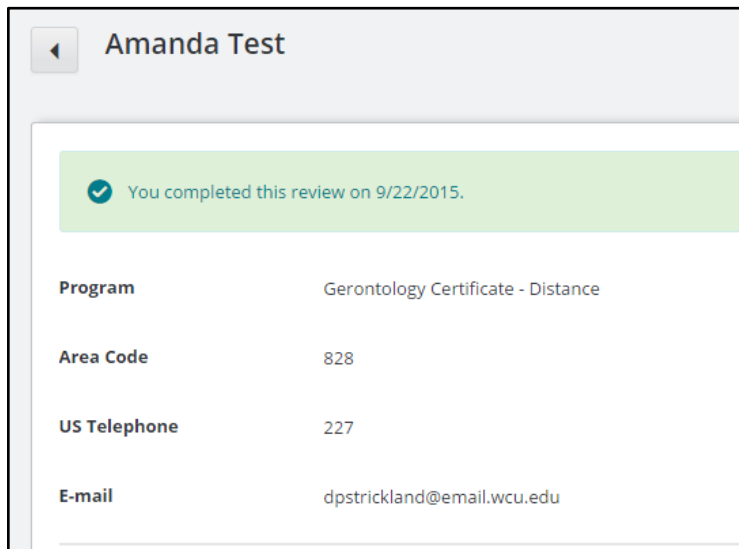 Amanda Test
You completed this review on 9/22/2015.
Program Gerontology Certificate - Distance
Area Code 828
US Telephone 227
E-mail dpstrickland@email.wcu.edu